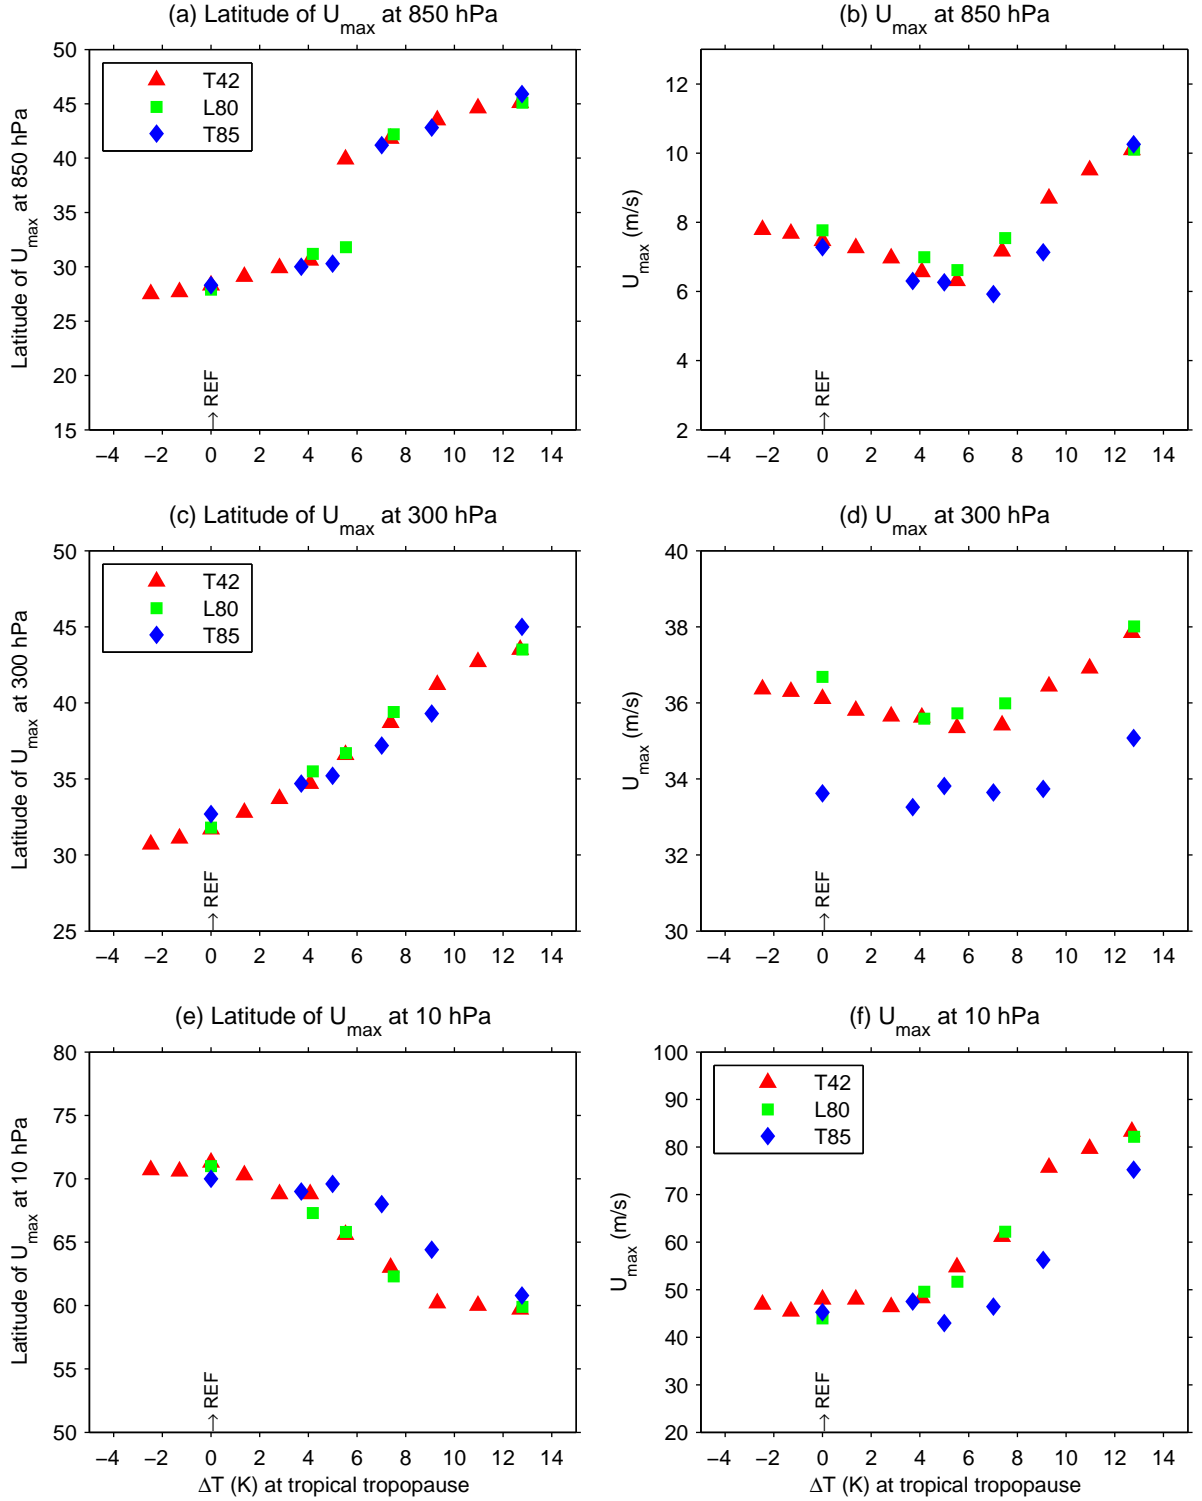 (a) Latitude of Umax at 850 hPa
Latitude of Umax at 850 hPa
50
45
40
35
30
25
20
15
T42
L80
T85
REF
−4 −2 0 2 4 6 8 10 12 14
(b) Umax at 850 hPa
Umax (m/s)
12
10
8
6
4
2
REF
−4 −2 0 2 4 6 8 10 12 14
(c) Latitude of Umax at 300 hPa
Latitude of Umax at 300 hPa
50
45
40
35
30
25
T42
L80
T85
REF
−4 −2 0 2 4 6 8 10 12 14
(d) Umax at 300 hPa
Umax (m/s)
40
38
36
34
32
30
REF
−4 −2 0 2 4 6 8 10 12 14
(e) Latitude of Umax at 10 hPa
Latitude of Umax at 10 hPa
80
75
70
65
60
55
50
REF
−4 −2 0 2 4 6 8 10 12 14
ΔT (K) at tropical tropopause
(f) Umax at 10 hPa
Umax (m/s)
100
90
80
70
60
50
40
30
20
T42
L80
T85
REF
−4 −2 0 2 4 6 8 10 12 14
ΔT (K) at tropical tropopause